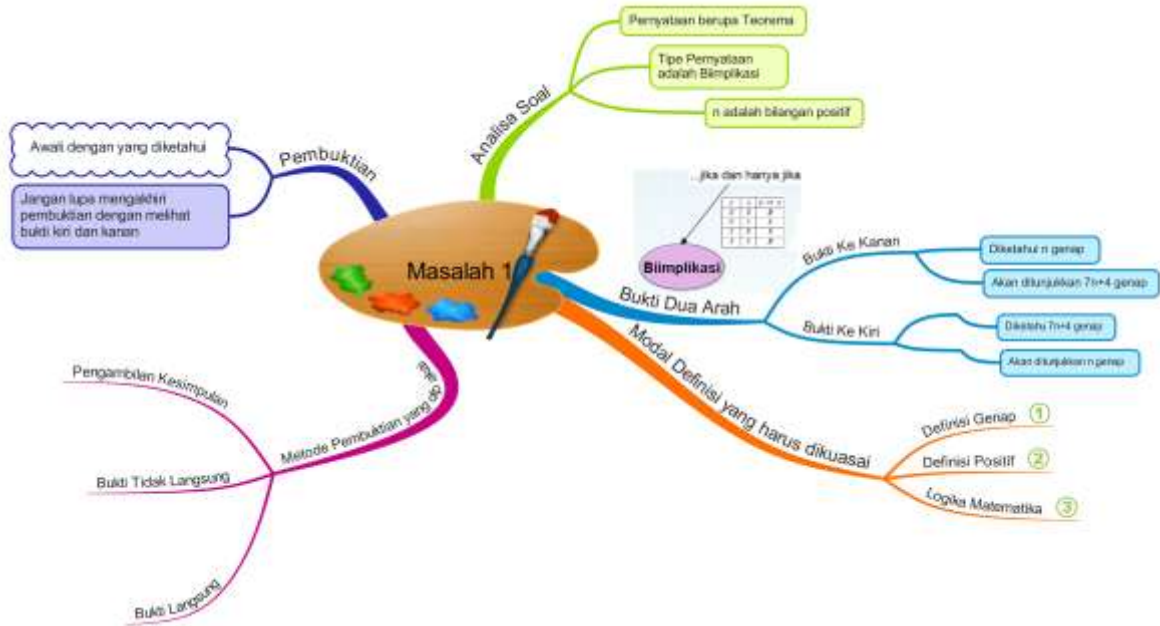 Masalah 1
Analisa Soal
Pernyataan berupa Teorema
Tipe Pernyataan
adalah Biimplikasi
n adalah bilangan positif
Pembuktian
Awali dengan yang diketahui
Jangan lupa mengakhiri
pembuktian dengan melihat
bukti kiri dan kanan
...jika dan hanya jika
Biimplikasi
Bukti Dua Arah
Bukti Ke Kanan
Diketahui n genap
Akan ditunjukkan 7n+4 genap
Bukti Ke Kiri
Diketahu 7n+4 genap
Akan ditunjukkan n genap
Modal Definisi yang harus dikuasai
Definisi Genap 1
Definisi Positif 2
Logika Matematika 3
Metode Pembuktian yang
Pengambilan Kesimpulan
Bukti Tidak Langsung
Bukti Langsung